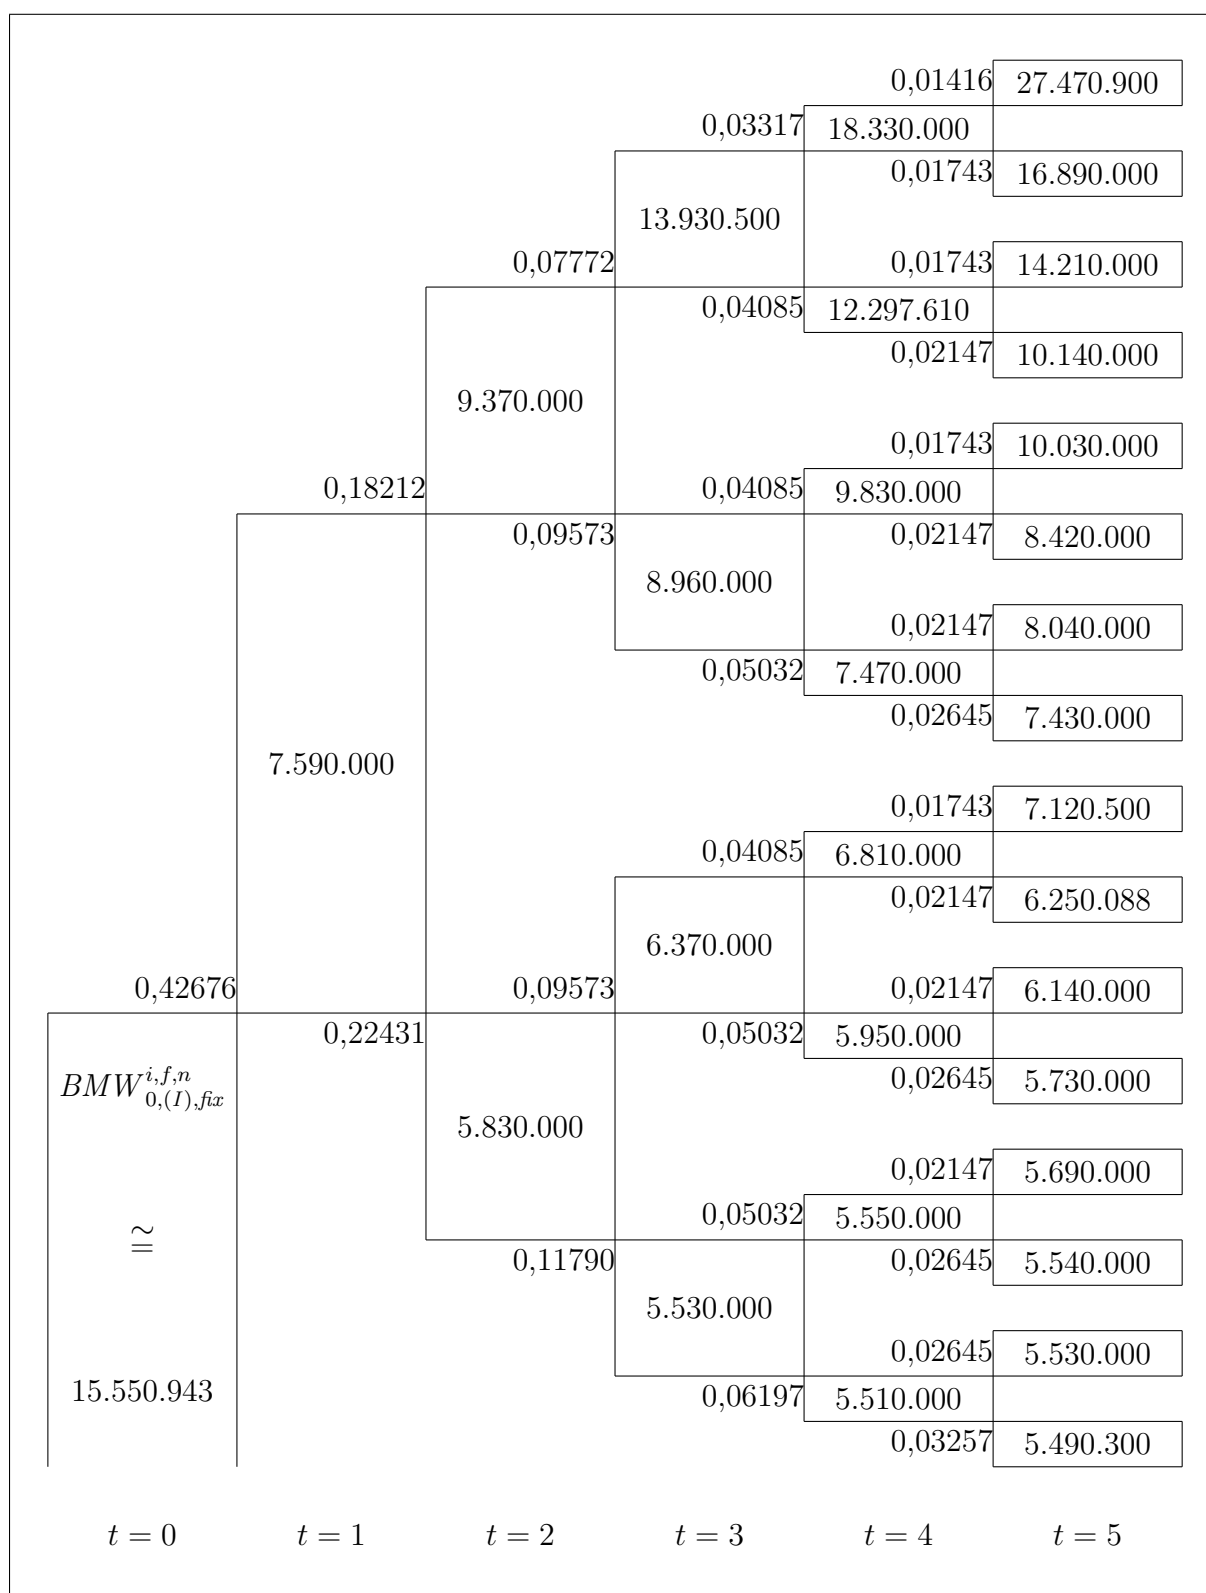 0,01416 27.470.900
0,03317 18.330.000
0,01743 16.890.000
13.930.500
0,07772 0,01743 14.210.000
0,04085 12.297.610
0,02147 10.140.000
9.370.000
0,01743 10.030.000
0,18212 0,04085 9.830.000
0,09573 0,02147 8.420.000
8.960.000
0,02147 8.040.000
0,05032 7.470.000
0,02645 7.430.000
7.590.000
0,01743 7.120.500
0,04085 6.810.000
0,02147 6.250.088
6.370.000
0,42676 0,09573 0,02147 6.140.000
0,22431 0,05032 5.950.000
BMW^{i,f,n}_{0,(I),fix} 0,02645 5.730.000
5.830.000
0,02147 5.690.000
0,05032 5.550.000
≅ 0,11790 0,02645 5.540.000
5.530.000
0,02645 5.530.000
15.550.943 0,06197 5.510.000
0,03257 5.490.300
t = 0 t = 1 t = 2 t = 3 t = 4 t = 5